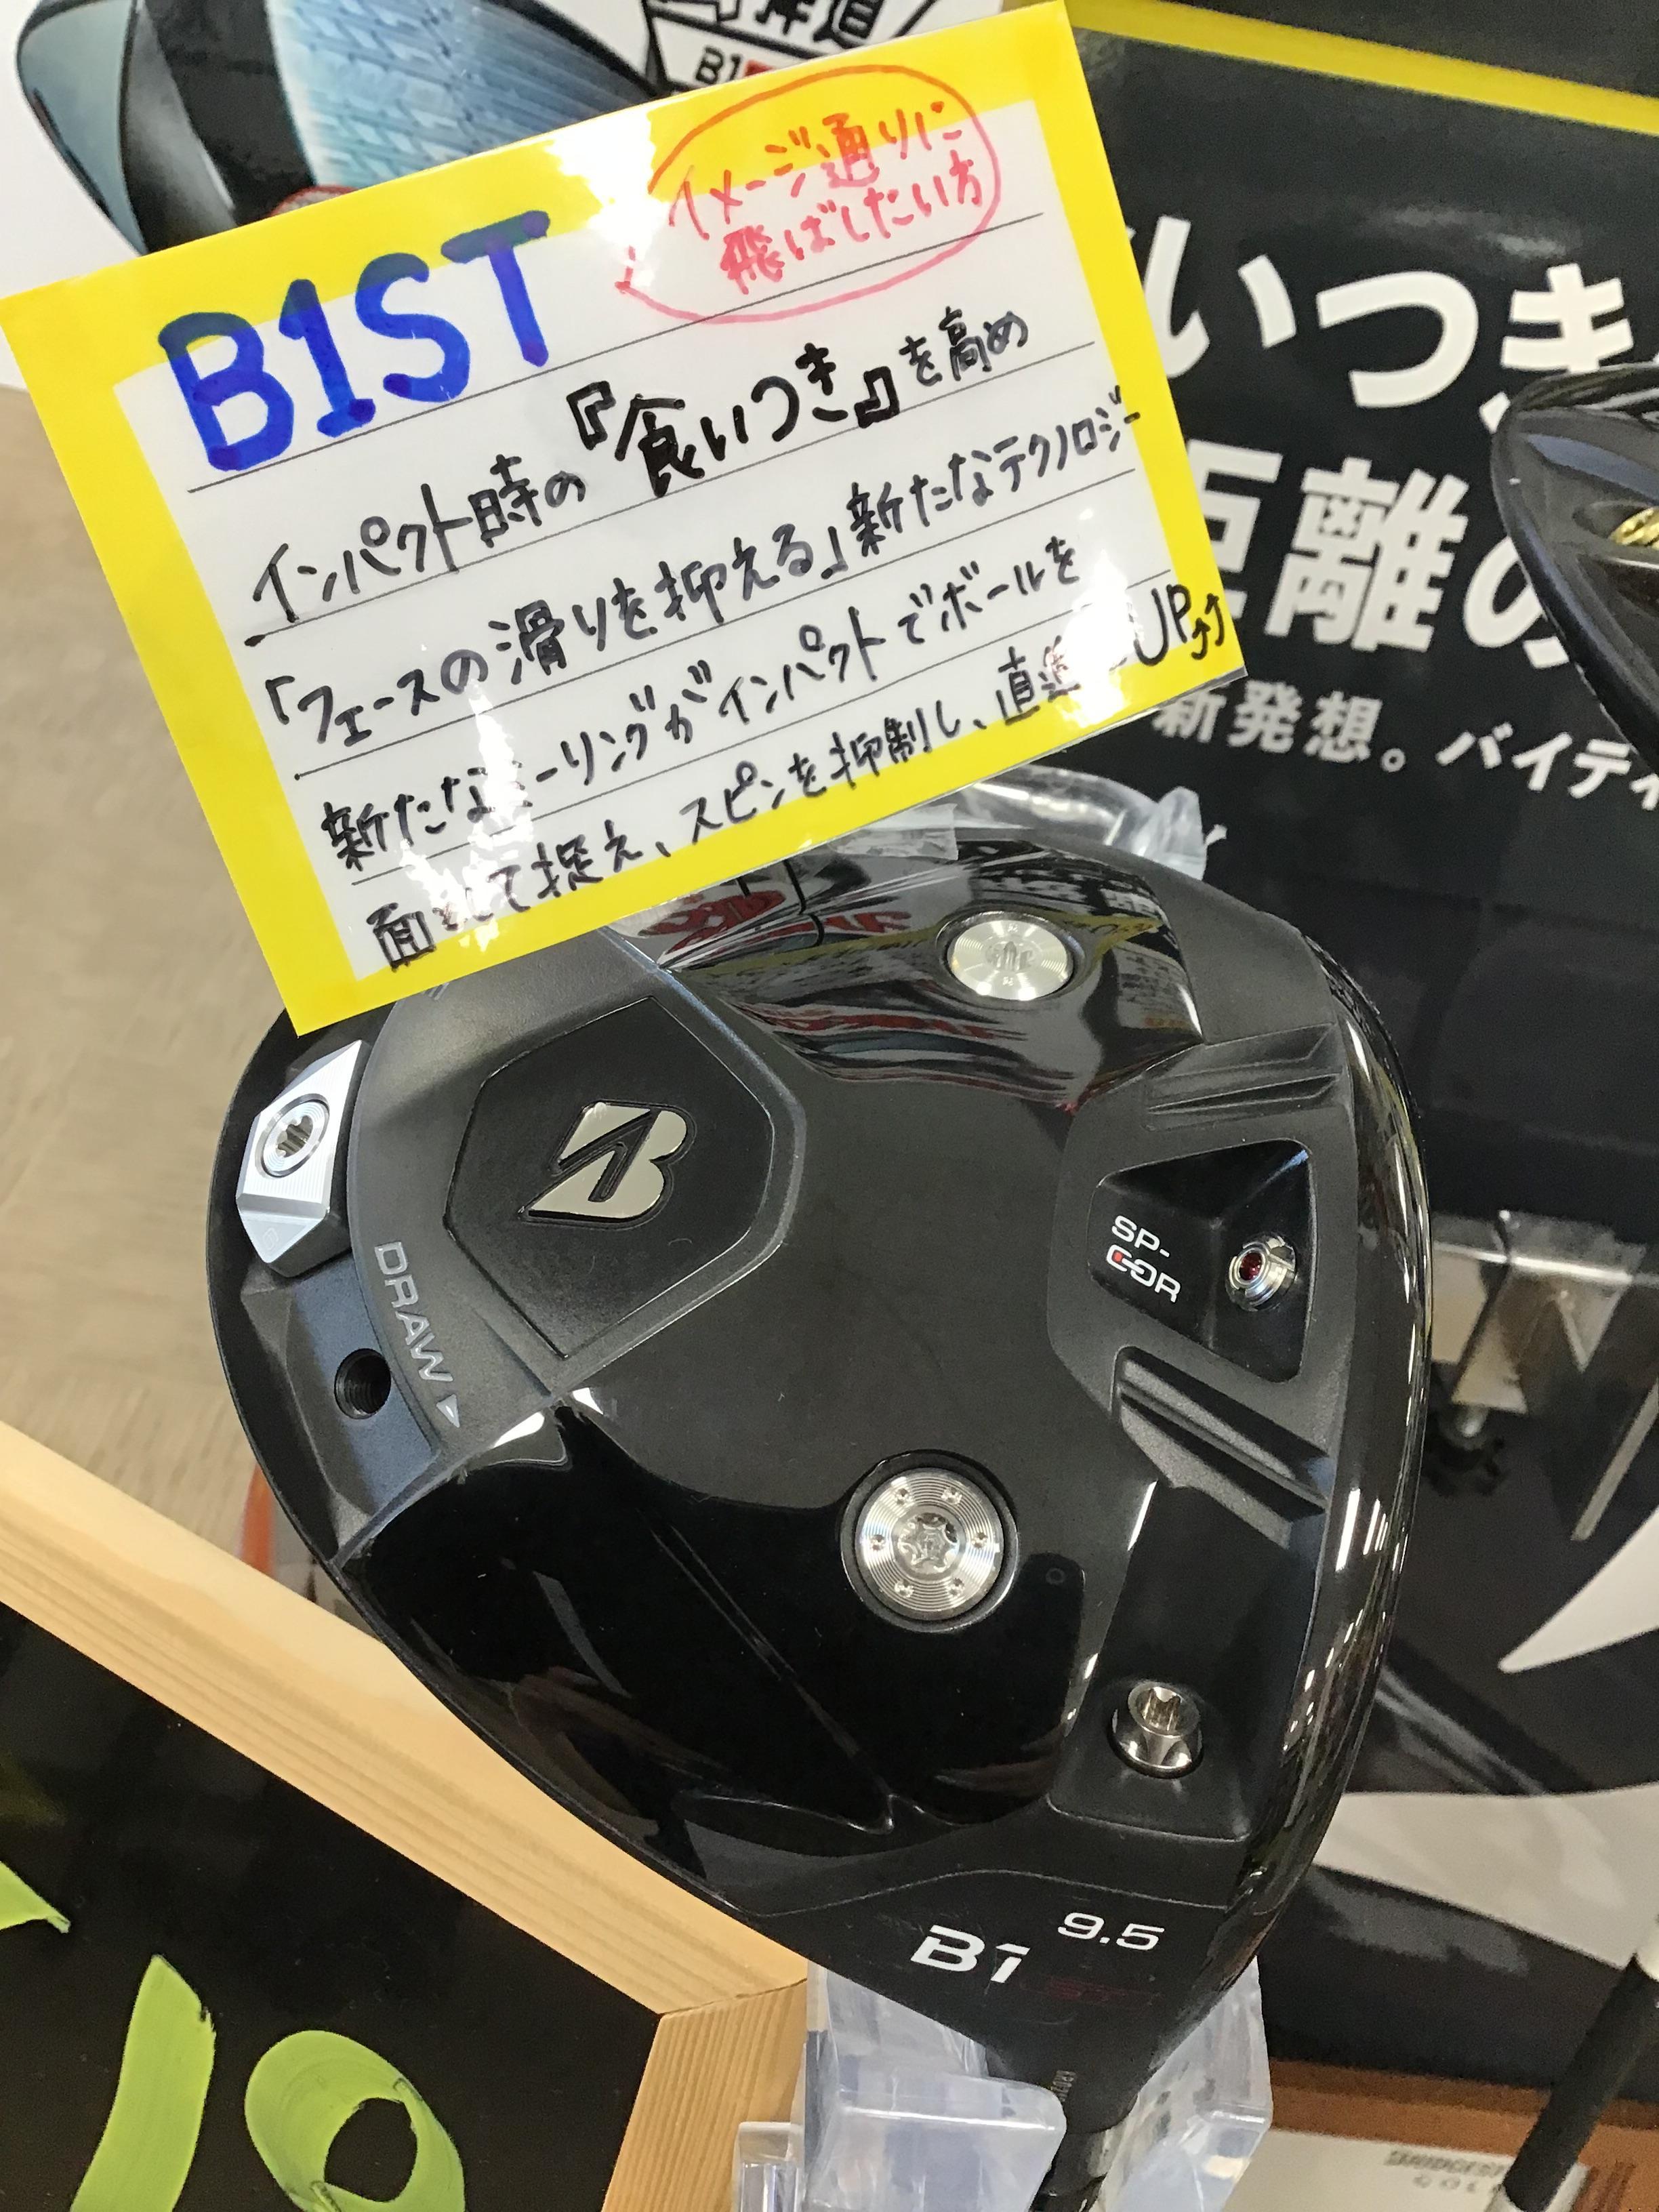 B1ST
イメージ通りに
飛ばしたい方
インパクト時の『食いつき』を高め
「フェースの滑りを抑える」新たなテクノロジー
新たなミーリングがインパクトでボールを
面 して捉え、スピンを抑制し、直進 UP↑↑
いつき
距離の
新発想。バイティ
DRAW
SP-
COR
9.5
B1